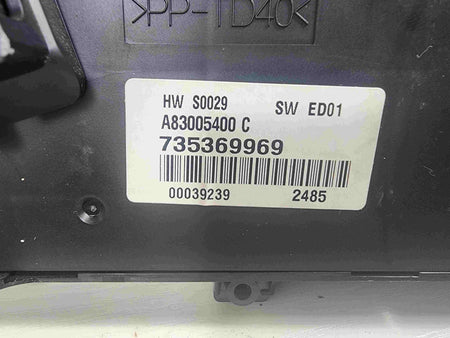 >PP-TD40<
HW S0029 SW ED01
A83005400 C
735369969
00039239 2485